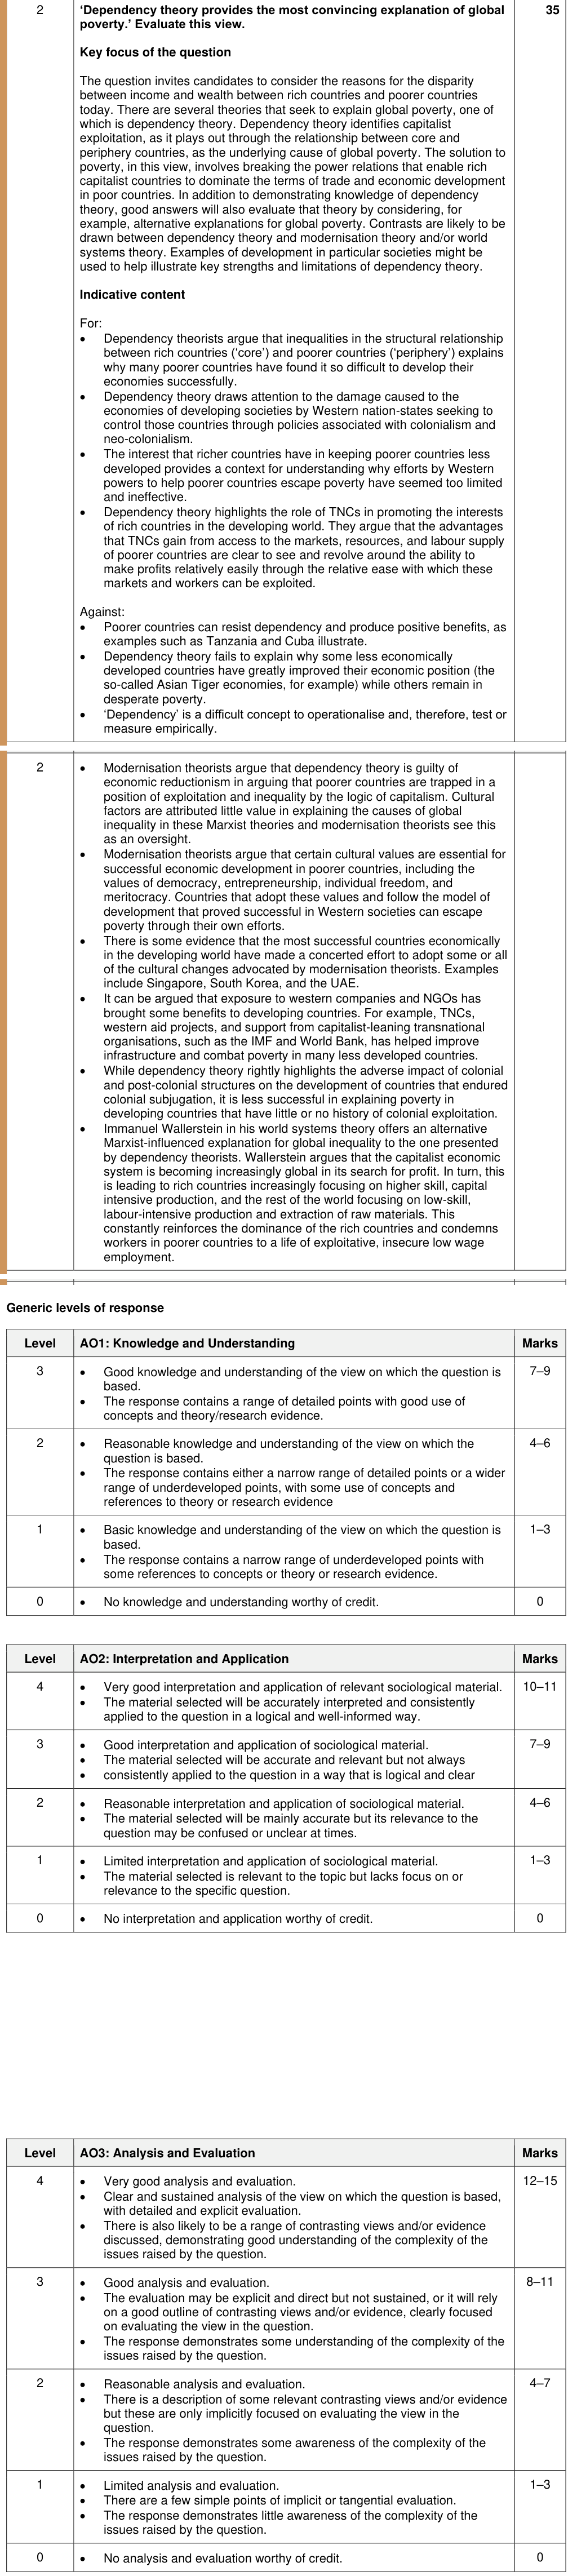 2
‘Dependency theory provides the most convincing explanation of global
poverty.’ Evaluate this view.
35
Key focus of the question
The question invites candidates to consider the reasons for the disparity
between income and wealth between rich countries and poorer countries
today. There are several theories that seek to explain global poverty, one of
which is dependency theory. Dependency theory identifies capitalist
exploitation, as it plays out through the relationship between core and
periphery countries, as the underlying cause of global poverty. The solution to
poverty, in this view, involves breaking the power relations that enable rich
capitalist countries to dominate the terms of trade and economic development
in poor countries. In addition to demonstrating knowledge of dependency
theory, good answers will also evaluate that theory by considering, for
example, alternative explanations for global poverty. Contrasts are likely to be
drawn between dependency theory and modernisation theory and/or world
systems theory. Examples of development in particular societies might be
used to help illustrate key strengths and limitations of dependency theory.
Indicative content
For:
• Dependency theorists argue that inequalities in the structural relationship
between rich countries (‘core’) and poorer countries (‘periphery’) explains
why many poorer countries have found it so difficult to develop their
economies successfully.
• Dependency theory draws attention to the damage caused to the
economies of developing societies by Western nation-states seeking to
control those countries through policies associated with colonialism and
neo-colonialism.
• The interest that richer countries have in keeping poorer countries less
developed provides a context for understanding why efforts by Western
powers to help poorer countries escape poverty have seemed too limited
and ineffective.
• Dependency theory highlights the role of TNCs in promoting the interests
of rich countries in the developing world. They argue that the advantages
that TNCs gain from access to the markets, resources, and labour supply
of poorer countries are clear to see and revolve around the ability to
make profits relatively easily through the relative ease with which these
markets and workers can be exploited.
Against:
• Poorer countries can resist dependency and produce positive benefits, as
examples such as Tanzania and Cuba illustrate.
• Dependency theory fails to explain why some less economically
developed countries have greatly improved their economic position (the
so-called Asian Tiger economies, for example) while others remain in
desperate poverty.
• ‘Dependency’ is a difficult concept to operationalise and, therefore, test or
measure empirically.
2
• Modernisation theorists argue that dependency theory is guilty of
economic reductionism in arguing that poorer countries are trapped in a
position of exploitation and inequality by the logic of capitalism. Cultural
factors are attributed little value in explaining the causes of global
inequality in these Marxist theories and modernisation theorists see this
as an oversight.
• Modernisation theorists argue that certain cultural values are essential for
successful economic development in poorer countries, including the
values of democracy, entrepreneurship, individual freedom, and
meritocracy. Countries that adopt these values and follow the model of
development that proved successful in Western societies can escape
poverty through their own efforts.
• There is some evidence that the most successful countries economically
in the developing world have made a concerted effort to adopt some or all
of the cultural changes advocated by modernisation theorists. Examples
include Singapore, South Korea, and the UAE.
• It can be argued that exposure to western companies and NGOs has
brought some benefits to developing countries. For example, TNCs,
western aid projects, and support from capitalist-leaning transnational
organisations, such as the IMF and World Bank, has helped improve
infrastructure and combat poverty in many less developed countries.
• While dependency theory rightly highlights the adverse impact of colonial
and post-colonial structures on the development of countries that endured
colonial subjugation, it is less successful in explaining poverty in
developing countries that have little or no history of colonial exploitation.
• Immanuel Wallerstein in his world systems theory offers an alternative
Marxist-influenced explanation for global inequality to the one presented
by dependency theorists. Wallerstein argues that the capitalist economic
system is becoming increasingly global in its search for profit. In turn, this
is leading to rich countries increasingly focusing on higher skill, capital
intensive production, and the rest of the world focusing on low-skill,
labour-intensive production and extraction of raw materials. This
constantly reinforces the dominance of the rich countries and condemns
workers in poorer countries to a life of exploitative, insecure low wage
employment.
Generic levels of response
Level AO1: Knowledge and Understanding Marks
3 • Good knowledge and understanding of the view on which the question is 7–9
based.
• The response contains a range of detailed points with good use of
concepts and theory/research evidence.
2 • Reasonable knowledge and understanding of the view on which the 4–6
question is based.
• The response contains either a narrow range of detailed points or a wider
range of underdeveloped points, with some use of concepts and
references to theory or research evidence
1 • Basic knowledge and understanding of the view on which the question is 1–3
based.
• The response contains a narrow range of underdeveloped points with
some references to concepts or theory or research evidence.
0 • No knowledge and understanding worthy of credit. 0
Level AO2: Interpretation and Application Marks
4 • Very good interpretation and application of relevant sociological material. 10–11
• The material selected will be accurately interpreted and consistently
applied to the question in a logical and well-informed way.
3 • Good interpretation and application of sociological material. 7–9
• The material selected will be accurate and relevant but not always
• consistently applied to the question in a way that is logical and clear
2 • Reasonable interpretation and application of sociological material. 4–6
• The material selected will be mainly accurate but its relevance to the
question may be confused or unclear at times.
1 • Limited interpretation and application of sociological material. 1–3
• The material selected is relevant to the topic but lacks focus on or
relevance to the specific question.
0 • No interpretation and application worthy of credit. 0
Level AO3: Analysis and Evaluation Marks
4 • Very good analysis and evaluation. 12–15
• Clear and sustained analysis of the view on which the question is based,
with detailed and explicit evaluation.
• There is also likely to be a range of contrasting views and/or evidence
discussed, demonstrating good understanding of the complexity of the
issues raised by the question.
3 • Good analysis and evaluation. 8–11
• The evaluation may be explicit and direct but not sustained, or it will rely
on a good outline of contrasting views and/or evidence, clearly focused
on evaluating the view in the question.
• The response demonstrates some understanding of the complexity of the
issues raised by the question.
2 • Reasonable analysis and evaluation. 4–7
• There is a description of some relevant contrasting views and/or evidence
but these are only implicitly focused on evaluating the view in the
question.
• The response demonstrates some awareness of the complexity of the
issues raised by the question.
1 • Limited analysis and evaluation. 1–3
• There are a few simple points of implicit or tangential evaluation.
• The response demonstrates little awareness of the complexity of the
issues raised by the question.
0 • No analysis and evaluation worthy of credit. 0